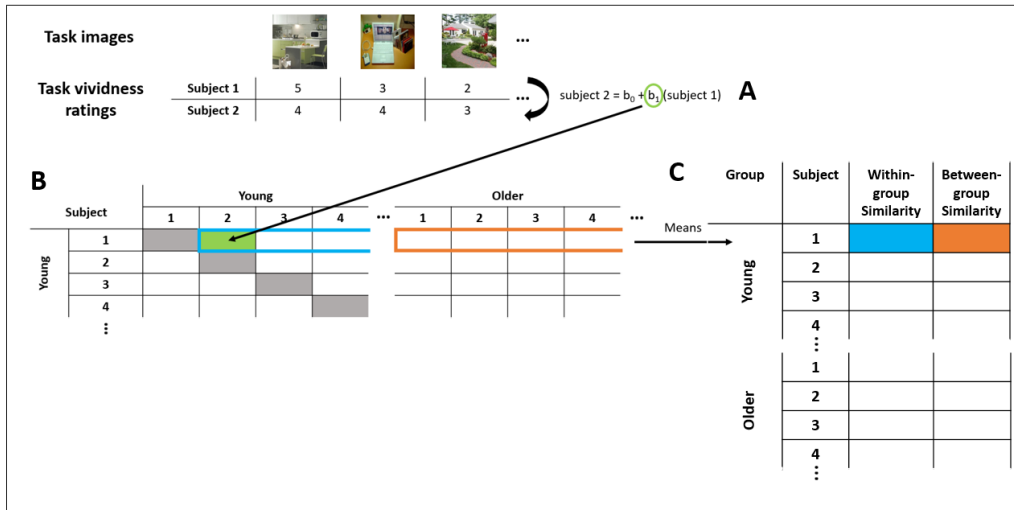 Task images
...
Task vividness ratings
Subject 1 5 3 2
Subject 2 4 4 3
...
subject 2 = b0 + b1 (subject 1)
A
B
Young Older
Subject 1 2 3 4 ... 1 2 3 4 ...
Young
1
2
3
4
...
Means
C
Group Subject Within-group Similarity Between-group Similarity
Young
1
2
3
4
...
Older
1
2
3
4
...